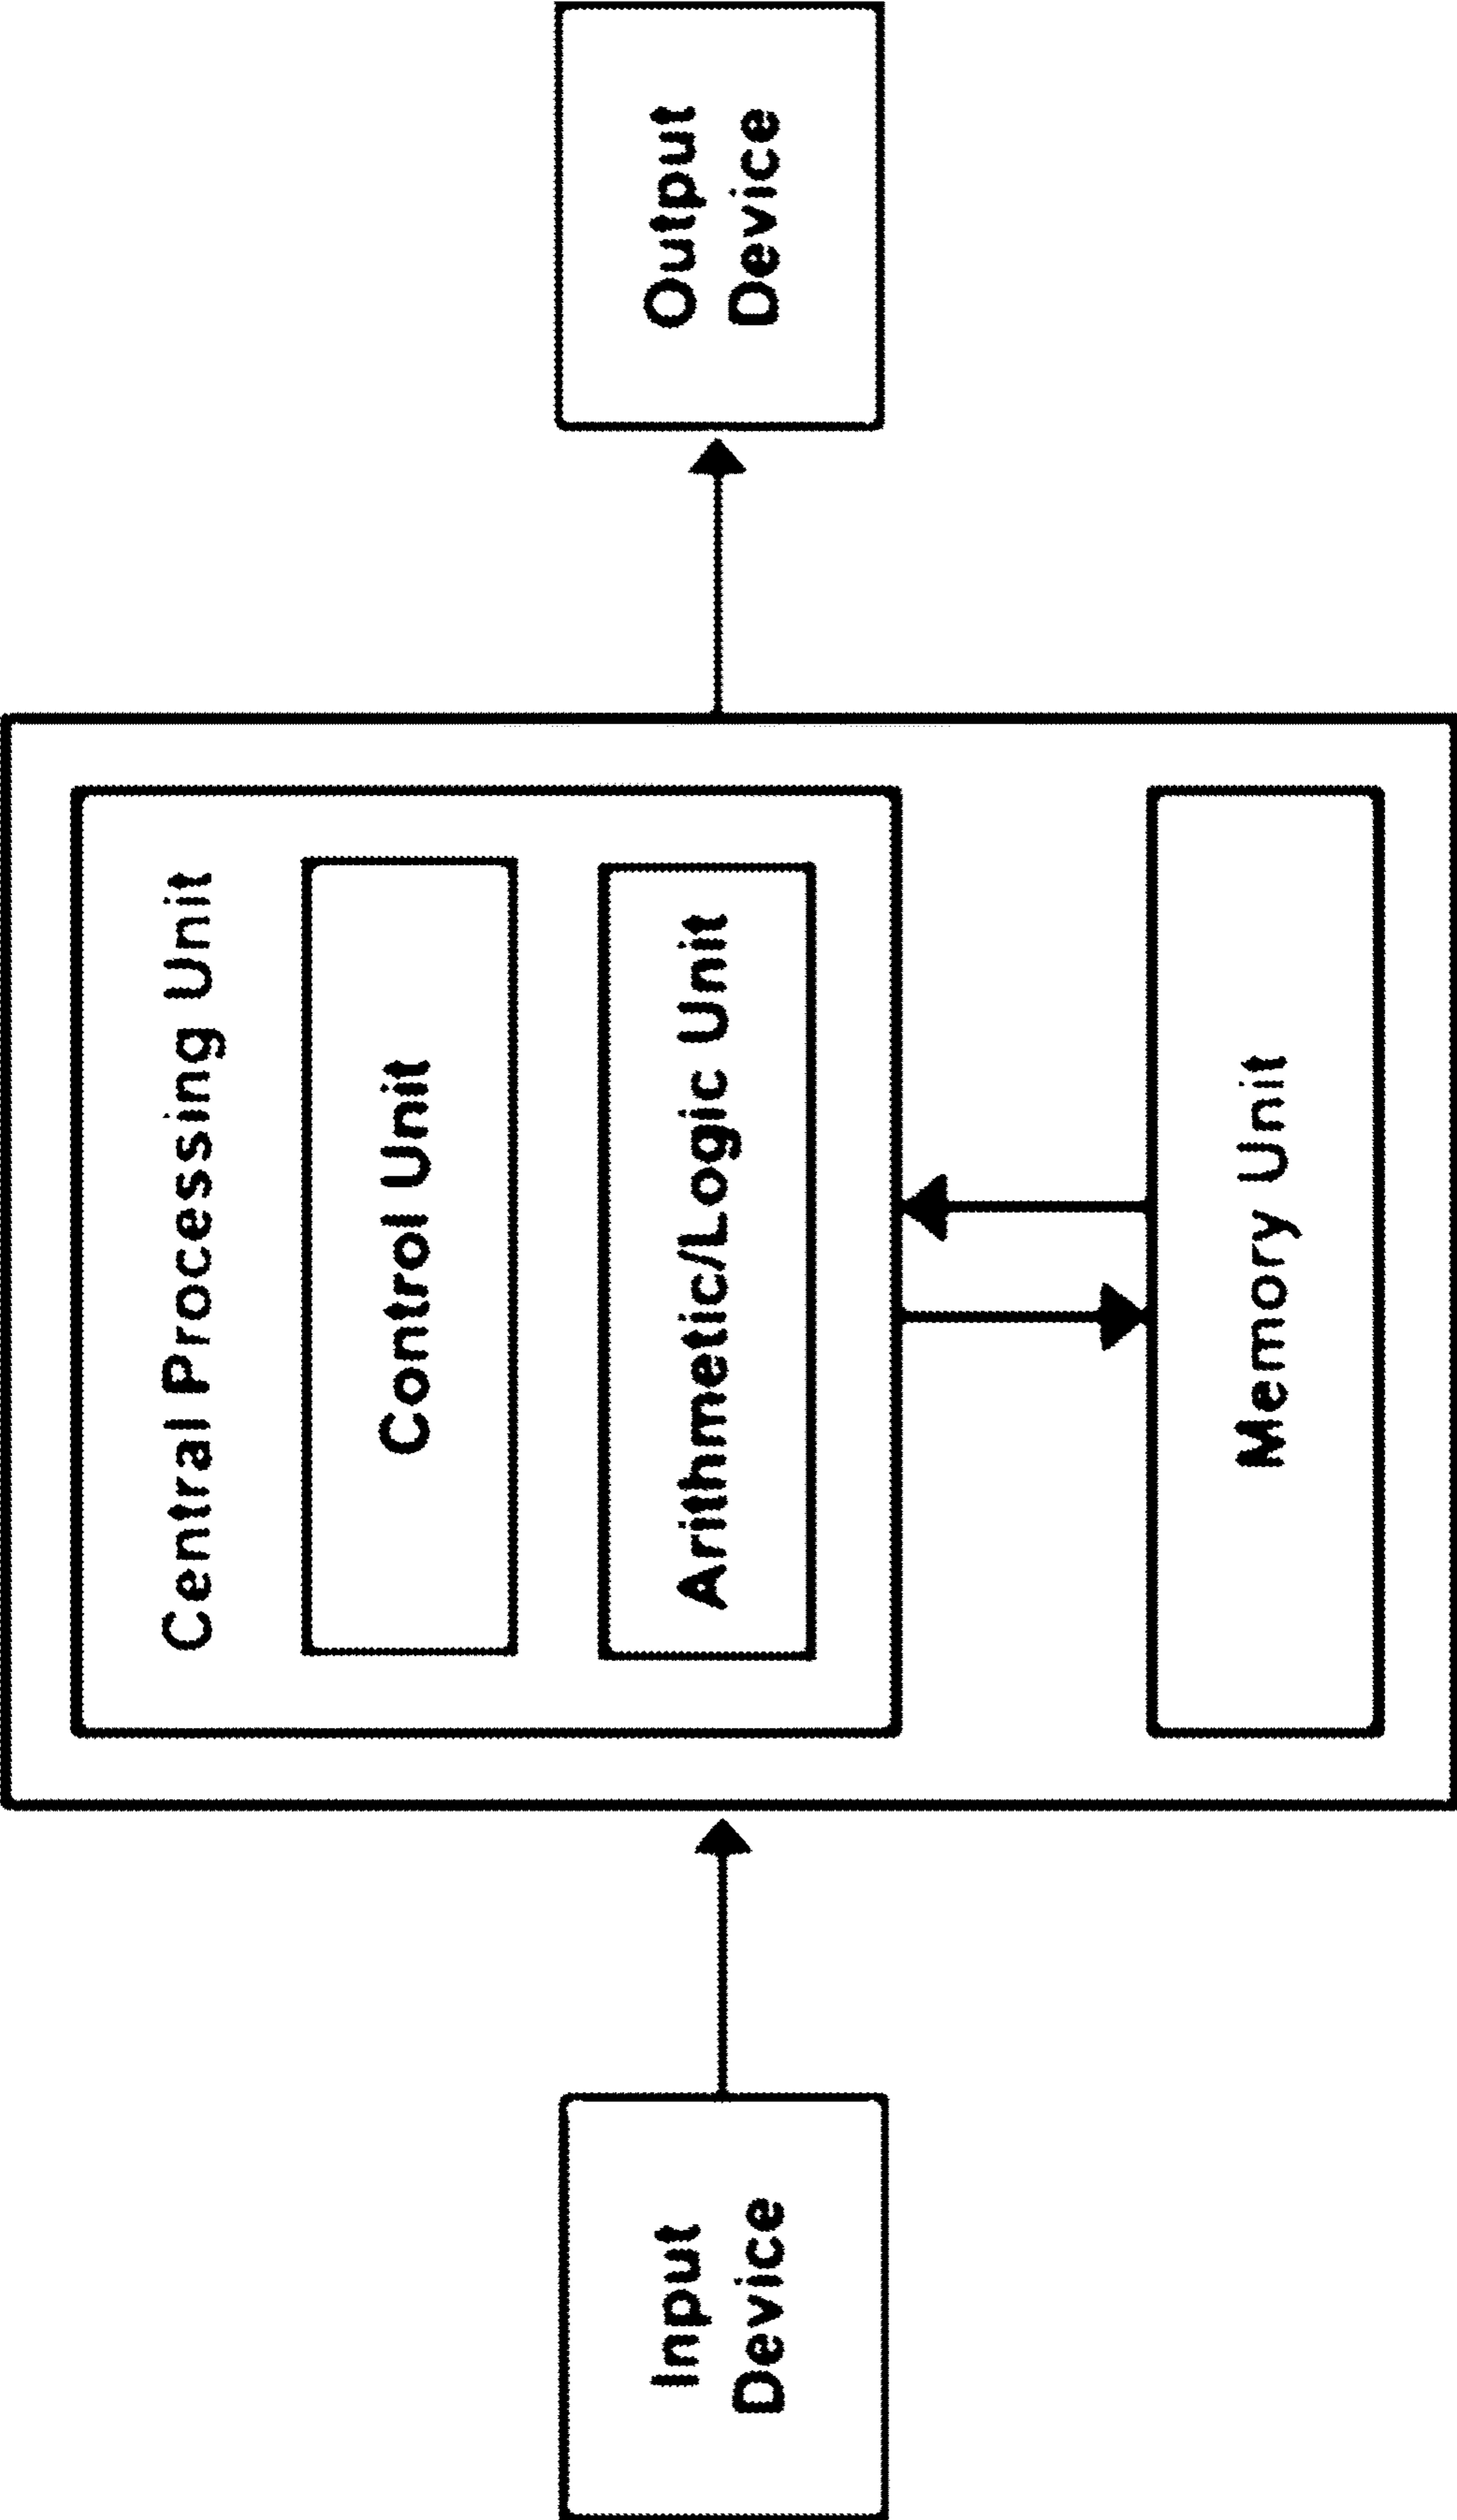 Central Processing Unit
Control Unit
Arithmetic/Logic Unit
Memory Unit
Input
Device
Output
Device